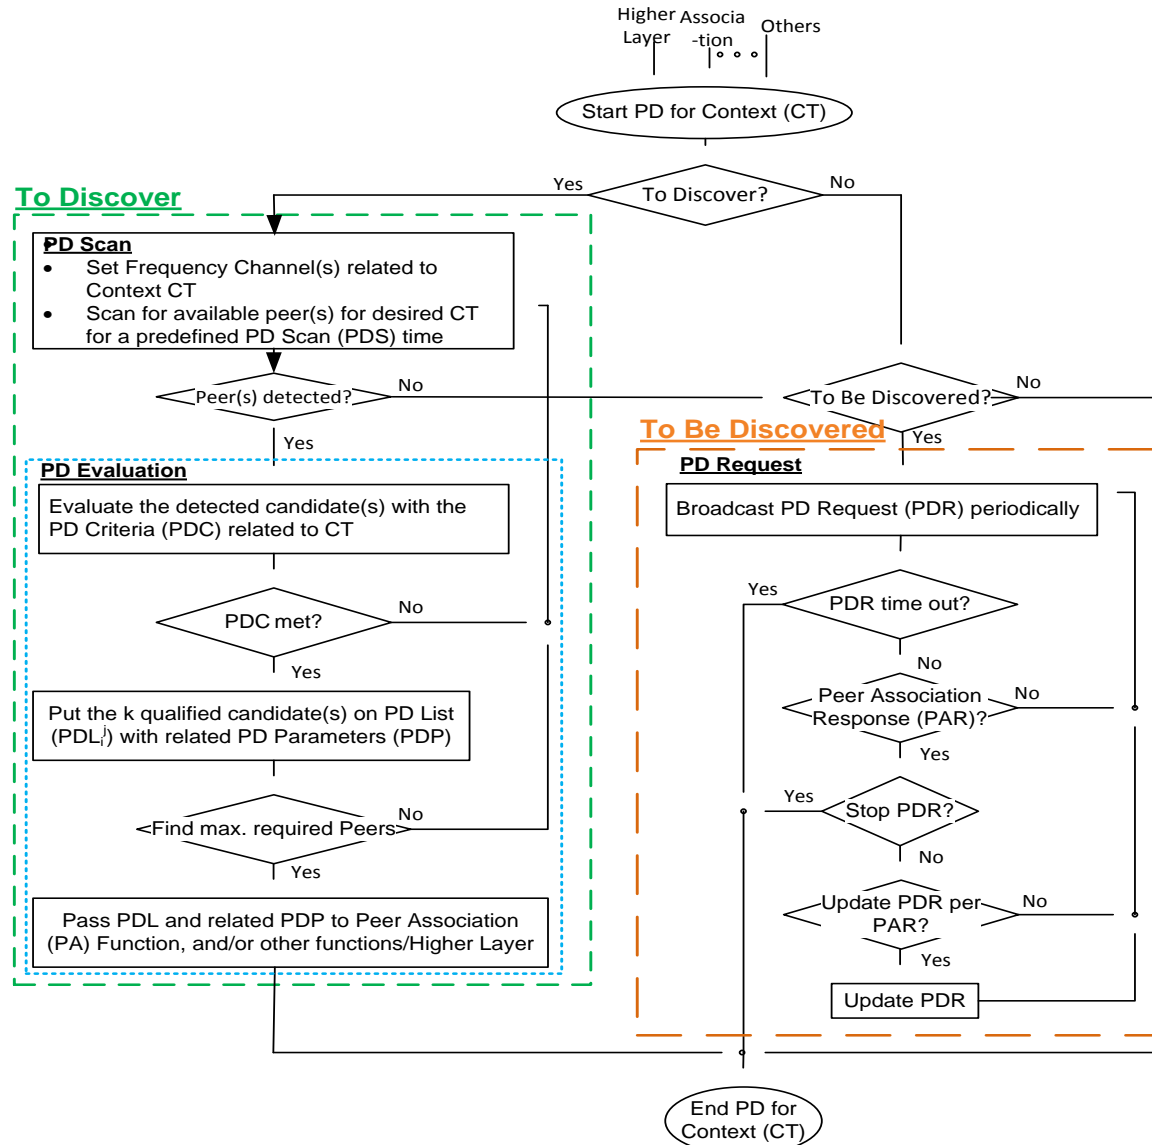 Higher
Layer
Associa
-tion
Others
Start PD for Context (CT)
To Discover?
Yes
No
To Discover
PD Scan
• Set Frequency Channel(s) related to
Context CT
• Scan for available peer(s) for desired CT
for a predefined PD Scan (PDS) time
Peer(s) detected?
No
Yes
To Be Discovered?
No
Yes
To Be Discovered
PD Evaluation
Evaluate the detected candidate(s) with the
PD Criteria (PDC) related to CT
PDC met?
No
Yes
Put the k qualified candidate(s) on PD List
(PDLᵢʲ) with related PD Parameters (PDP)
Find max. required Peers
No
Yes
Pass PDL and related PDP to Peer Association
(PA) Function, and/or other functions/Higher Layer
PD Request
Broadcast PD Request (PDR) periodically
Yes
PDR time out?
No
Peer Association
Response (PAR)?
No
Yes
Yes
Stop PDR?
No
Update PDR per
PAR?
No
Yes
Update PDR
End PD for
Context (CT)